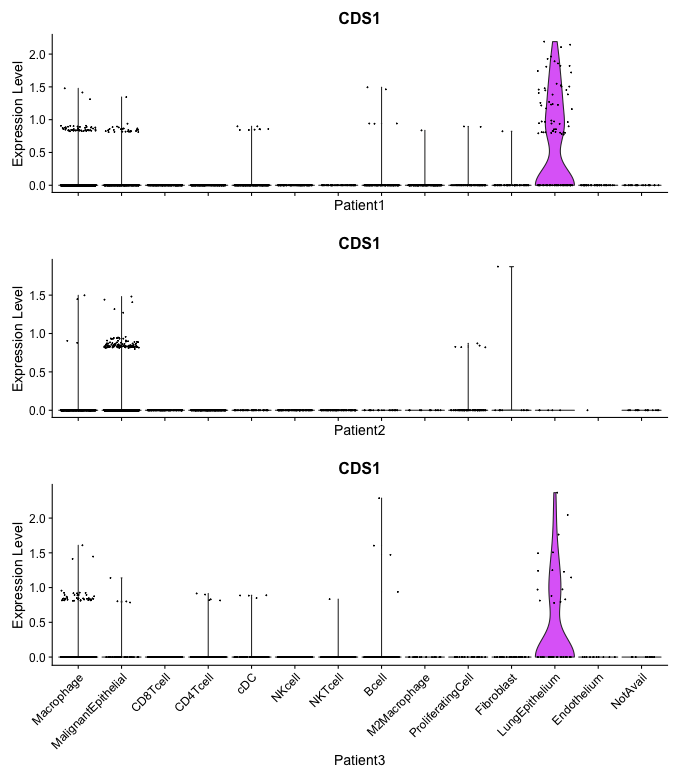 CDS1
Expression Level
2.0
1.5
1.0
0.5
0.0
Patient1
CDS1
Expression Level
1.5
1.0
0.5
0.0
Patient2
CDS1
Expression Level
2.0
1.5
1.0
0.5
0.0
Macrophage
MalignantEpithelial
CD8Tcell
CD4Tcell
cDC
NKcell
NKTcell
Bcell
M2Macrophage
ProliferatingCell
Fibroblast
LungEpithelium
Endothelium
NotAvail
Patient3